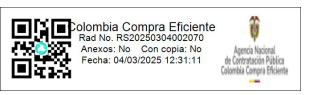 Colombia Compra Eficiente
Rad No. RS20250304002070
Anexos: No Con copia: No
Fecha: 04/03/2025 12:31:11
Agencia Nacional
de Contratación Pública
Colombia Compra Eficiente